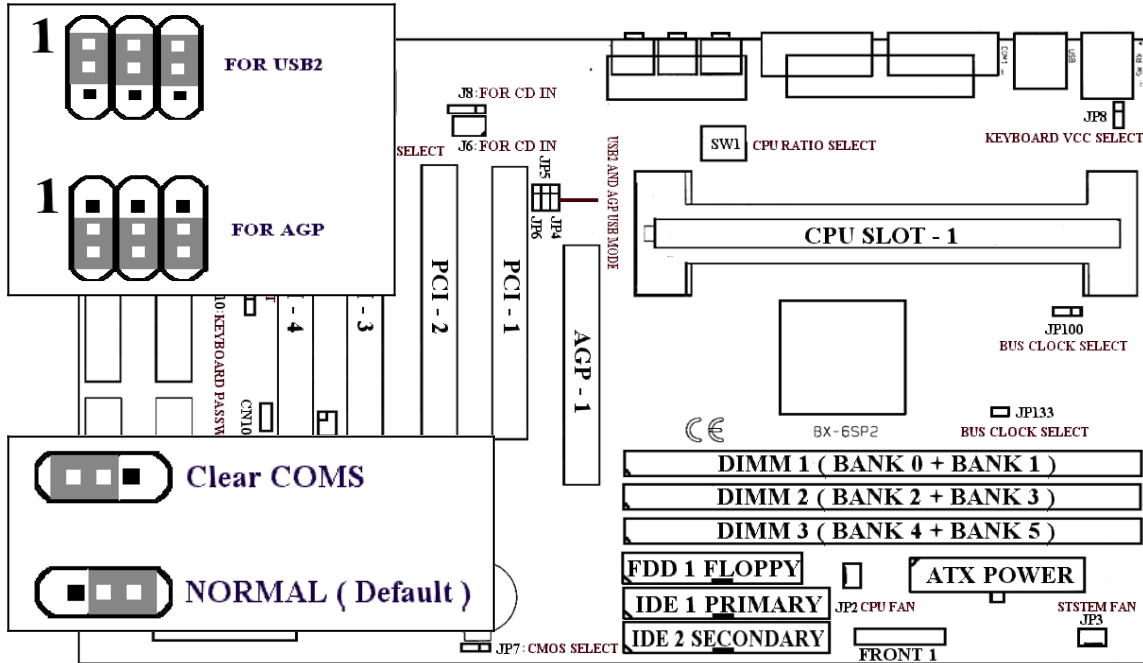 1
FOR USB2
1
FOR AGP
SELECT
J8:FOR CD IN
J6:FOR CD IN
JP5
JP6
JP4
USB2 AND AGP USB MODE
SW1
CPU RATIO SELECT
COM1
USB
KB MS
JP8
KEYBOARD VCC SELECT
CPU SLOT - 1
PCI - 2
PCI - 1
AGP - 1
- 4
- 3
10:KEYBOARD PASSW
CN10
JP100
BUS CLOCK SELECT
JP133
BUS CLOCK SELECT
CE
BX-6SP2
Clear COMS
NORMAL ( Default )
DIMM 1 ( BANK 0 + BANK 1 )
DIMM 2 ( BANK 2 + BANK 3 )
DIMM 3 ( BANK 4 + BANK 5 )
FDD 1 FLOPPY
IDE 1 PRIMARY
IDE 2 SECONDARY
JP2 CPU FAN
ATX POWER
STSTEM FAN
JP3
FRONT 1
JP7: CMOS SELECT